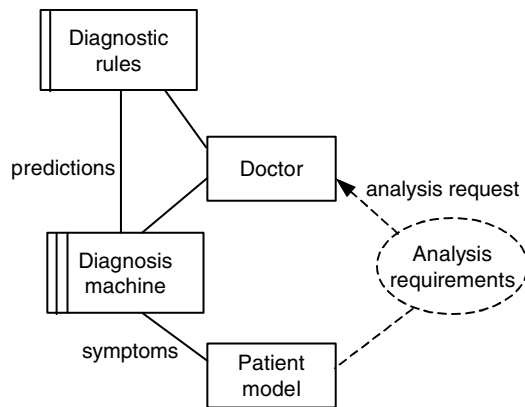 Diagnostic
rules
predictions
Doctor
analysis request
Diagnosis
machine
Analysis
requirements
symptoms
Patient
model